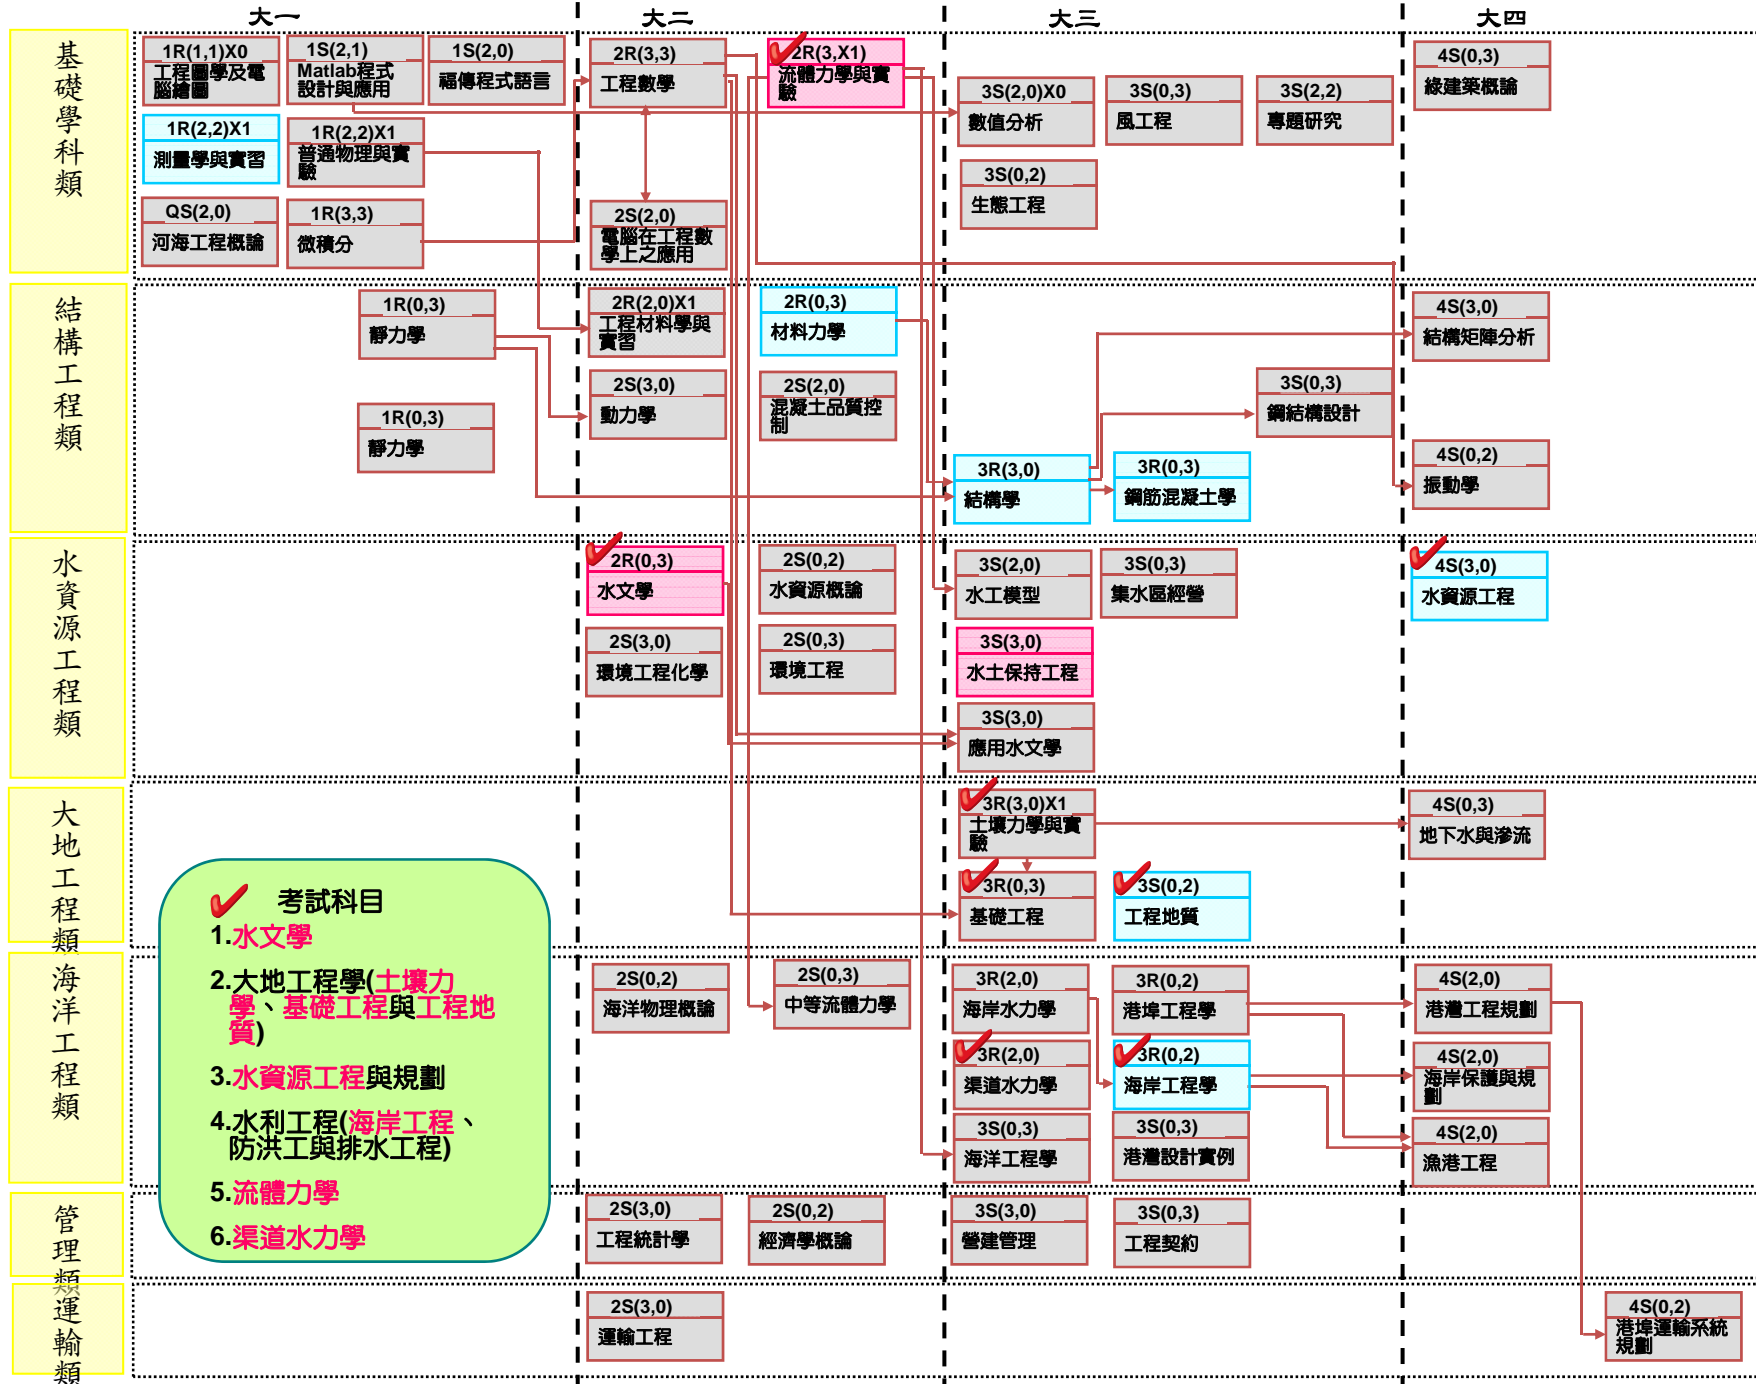 大一
大二
大三
大四
基礎學科類
1R(1,1)X0
工程圖學及電
腦繪圖
1S(2,1)
Matlab程式
設計與應用
1S(2,0)
福傳程式語言
2R(3,3)
工程數學
2R(3,X1)
流體力學與實
驗
3S(2,0)X0
數值分析
3S(0,3)
風工程
3S(2,2)
專題研究
4S(0,3)
綠建築概論
1R(2,2)X1
測量學與實習
1R(2,2)X1
普通物理與實
驗
3S(0,2)
生態工程
QS(2,0)
河海工程概論
1R(3,3)
微積分
2S(2,0)
電腦在工程數
學上之應用
結構工程類
1R(0,3)
靜力學
2R(2,0)X1
工程材料學與
實習
2R(0,3)
材料力學
4S(3,0)
結構矩陣分析
2S(3,0)
動力學
2S(2,0)
混凝土品質控
制
3S(0,3)
鋼結構設計
1R(0,3)
靜力學
3R(3,0)
結構學
3R(0,3)
鋼筋混凝土學
4S(0,2)
振動學
水資源工程類
2R(0,3)
水文學
2S(0,2)
水資源概論
3S(2,0)
水工模型
3S(0,3)
集水區經營
4S(3,0)
水資源工程
2S(3,0)
環境工程化學
2S(0,3)
環境工程
3S(3,0)
水土保持工程
3S(3,0)
應用水文學
大地工程類
3R(3,0)X1
土壤力學與實
驗
4S(0,3)
地下水與滲流
3R(0,3)
基礎工程
3S(0,2)
工程地質
考試科目
1.水文學
2.大地工程學(土壤力
學、基礎工程與工程地
質)
3.水資源工程與規劃
4.水利工程(海岸工程、
防洪工與排水工程)
5.流體力學
6.渠道水力學
海洋工程類
2S(0,2)
海洋物理概論
2S(0,3)
中等流體力學
3R(2,0)
海岸水力學
3R(0,2)
港埠工程學
4S(2,0)
港灣工程規劃
3R(2,0)
渠道水力學
3R(0,2)
海岸工程學
4S(2,0)
海岸保護與規
劃
3S(0,3)
海洋工程學
3S(0,3)
港灣設計實例
4S(2,0)
漁港工程
管理類
2S(3,0)
工程統計學
2S(0,2)
經濟學概論
3S(3,0)
營建管理
3S(0,3)
工程契約
運輸類
2S(3,0)
運輸工程
4S(0,2)
港埠運輸系統
規劃